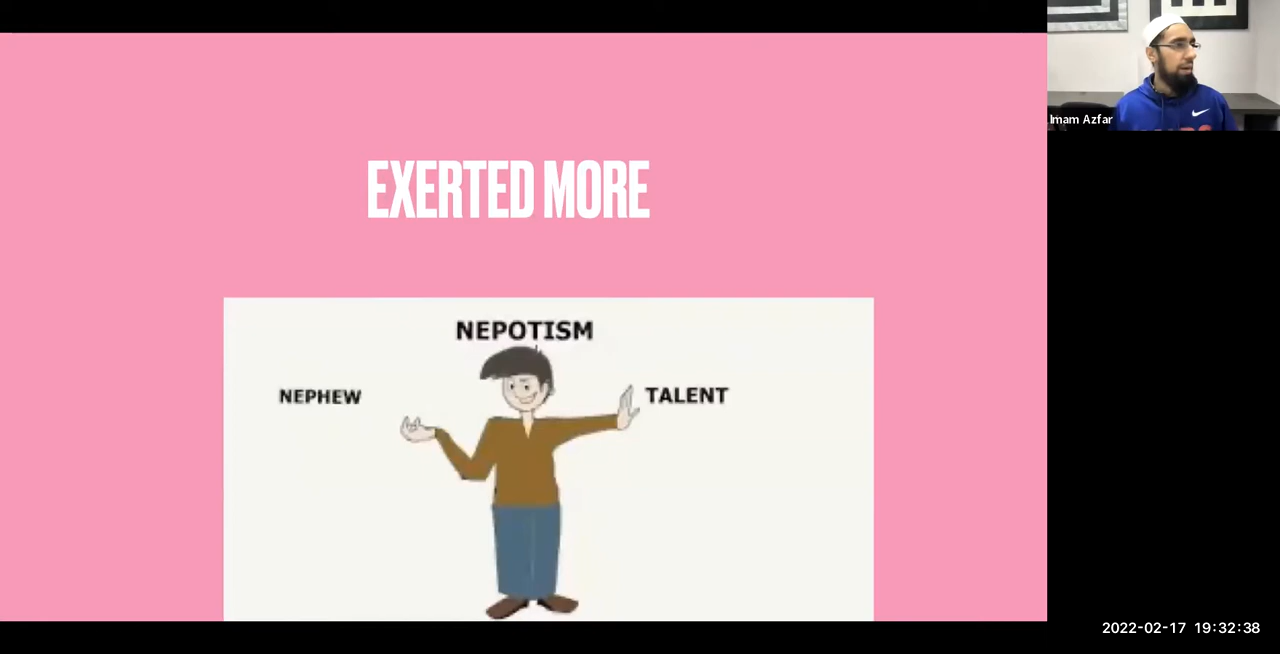 EXERTED MORE
NEPOTISM
NEPHEW
TALENT
Imam Azfar
2022-02-17 19:32:38